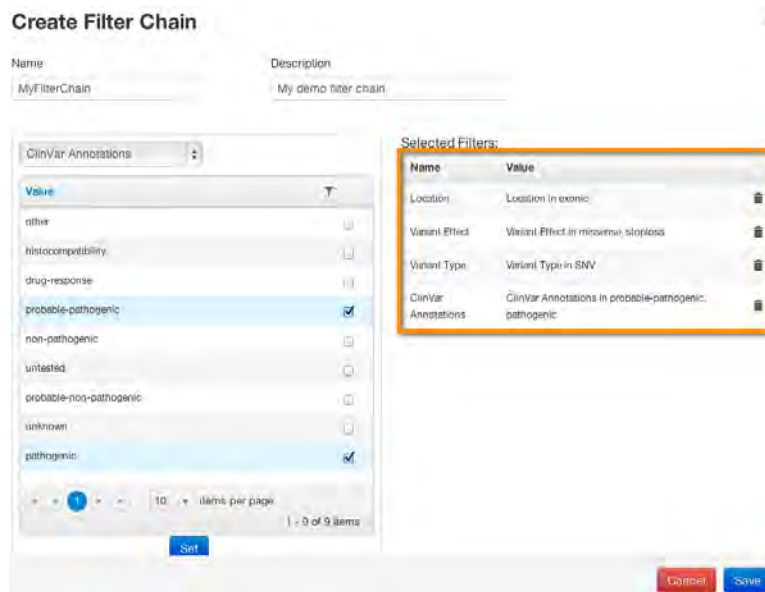 Create Filter Chain
Name
Description
MyFilterChain
My demo filter chain
ClinVar Annotations
Value
other
histocompatibility
drug-response
probable-pathogenic
non-pathogenic
untested
probable-non-pathogenic
unknown
pathogenic
1
10
items per page
1 - 9 of 9 items
Set
Selected Filters:
Name
Value
Location
Location in exonic
Variant Effect
Variant Effect in missense, stoploss
Variant Type
Variant Type in SNV
ClinVar
Annotations
ClinVar Annotations in probable-pathogenic,
pathogenic
Cancel
Save